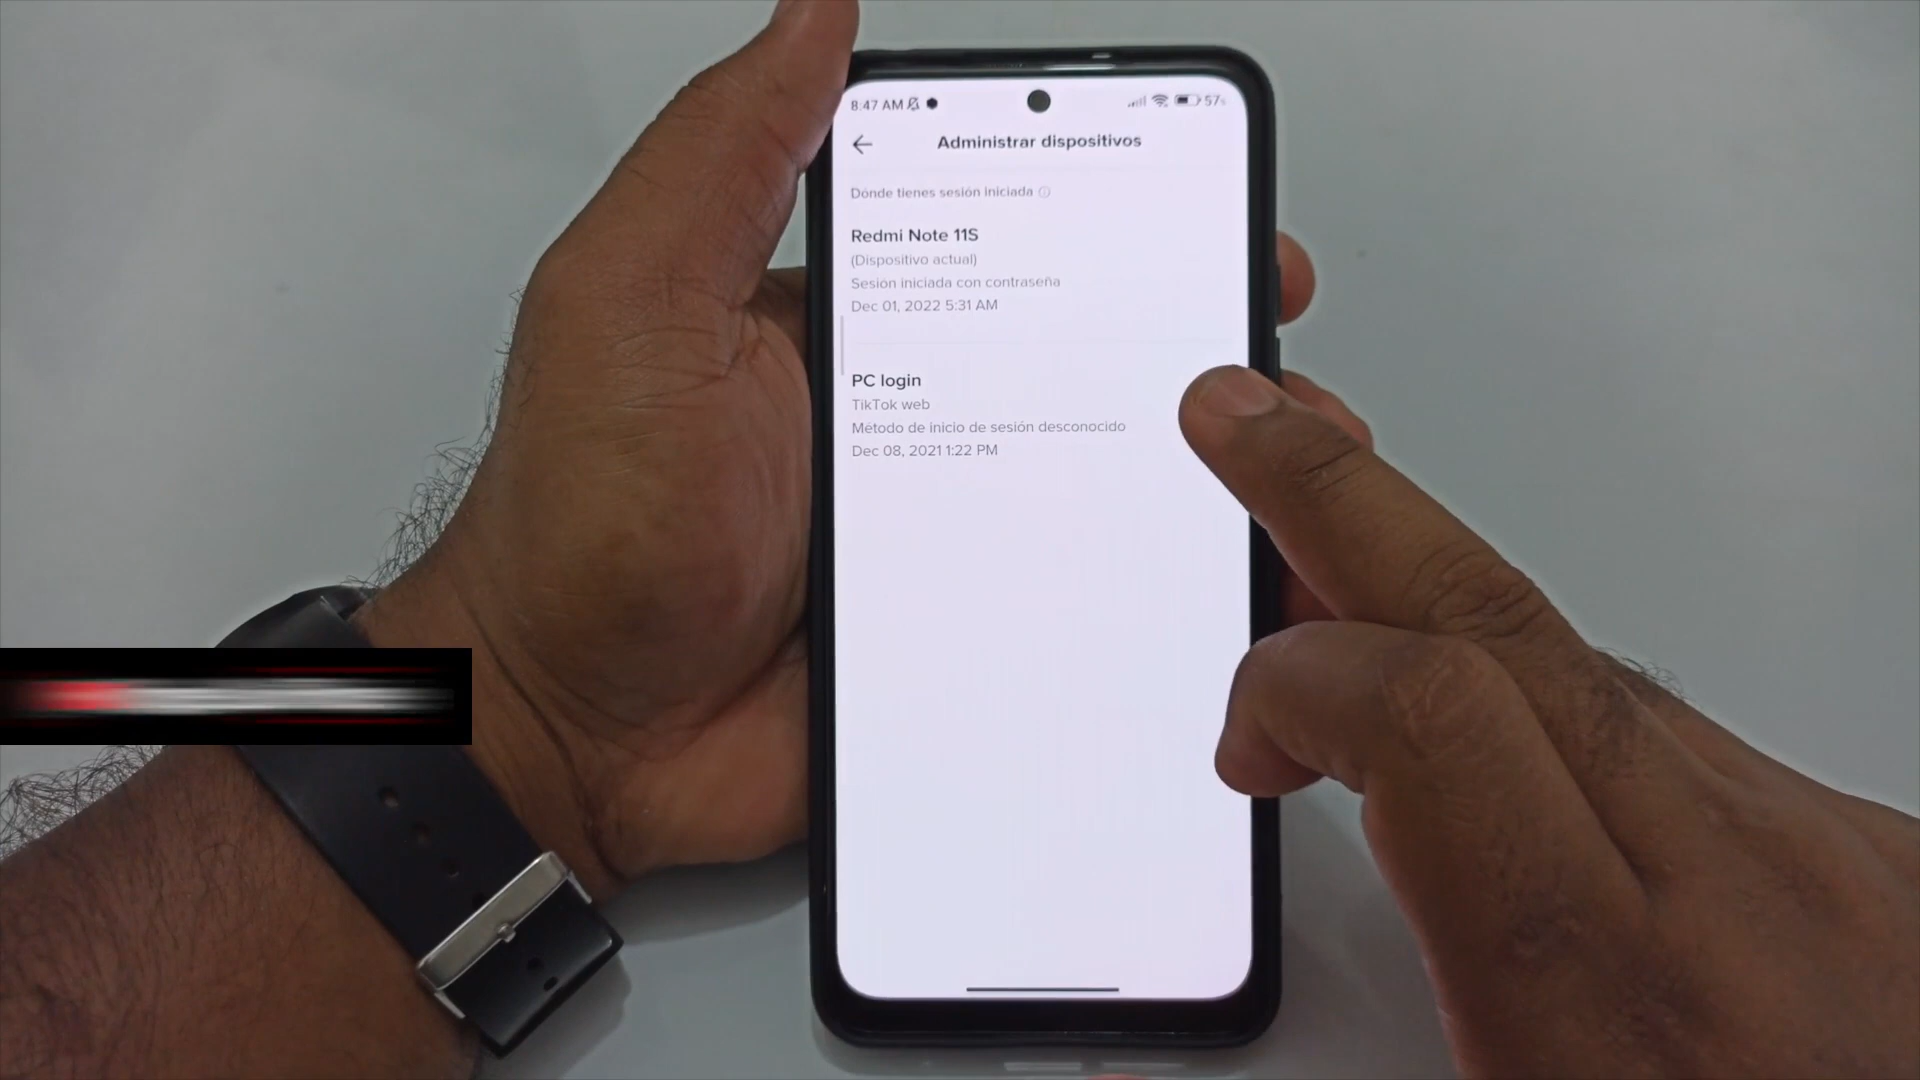 8:47 AM
57%
Administrar dispositivos
Donde tienes sesión iniciada
Redmi Note 11S
(Dispositivo actual)
Sesión iniciada con contraseña
Dec 01, 2022 5:31 AM
PC login
TikTok web
Método de inicio de sesión desconocido
Dec 08, 2021 1:22 PM